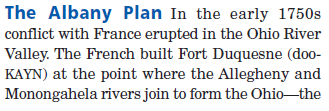 The Albany Plan In the early 1750s
conflict with France erupted in the Ohio River
Valley. The French built Fort Duquesne (doo-
KAYN) at the point where the Allegheny and
Monongahela rivers join to form the Ohio—the